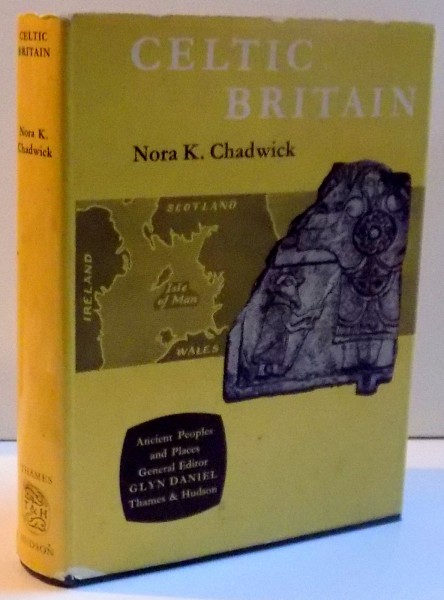 CELTIC
BRITAIN
Nora K.
Chadwick
THAMES
HUDSON
CELTIC
BRITAIN
Nora K. Chadwick
SCOTLAND
IRELAND
Isle
of Man
WALES
Ancient Peoples
and Places
General Editor
GLYN DANIEL
Thames & Hudson